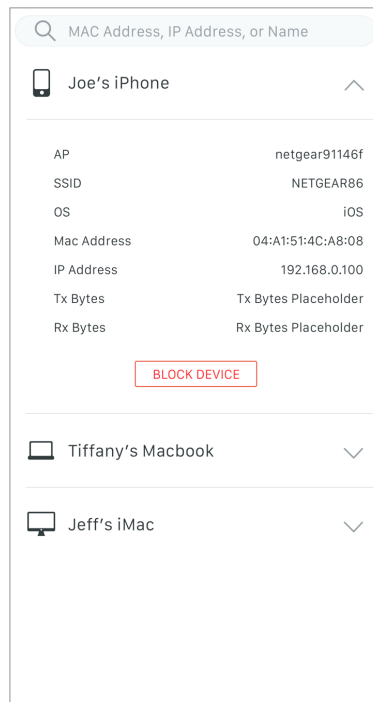 MAC Address, IP Address, or Name
Joe's iPhone
AP netgear91146f
SSID NETGEAR86
OS iOS
Mac Address 04:A1:51:4C:A8:08
IP Address 192.168.0.100
Tx Bytes Tx Bytes Placeholder
Rx Bytes Rx Bytes Placeholder
BLOCK DEVICE
Tiffany's Macbook
Jeff's iMac